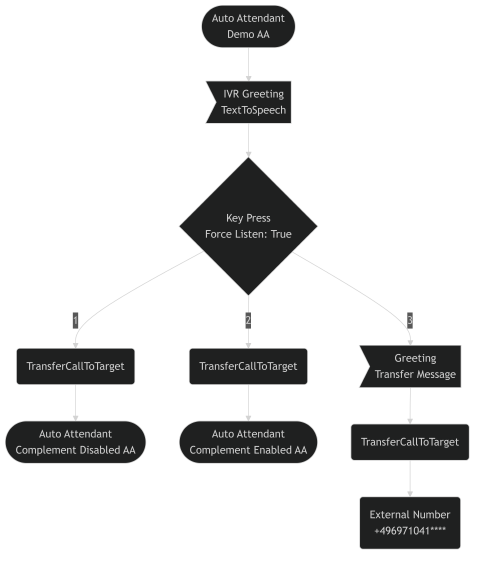 Auto Attendant
Demo AA
IVR Greeting
TextToSpeech
Key Press
Force Listen: True
1
2
3
TransferCallToTarget
TransferCallToTarget
Greeting
Transfer Message
Auto Attendant
Complement Disabled AA
Auto Attendant
Complement Enabled AA
TransferCallToTarget
External Number
+496971041****